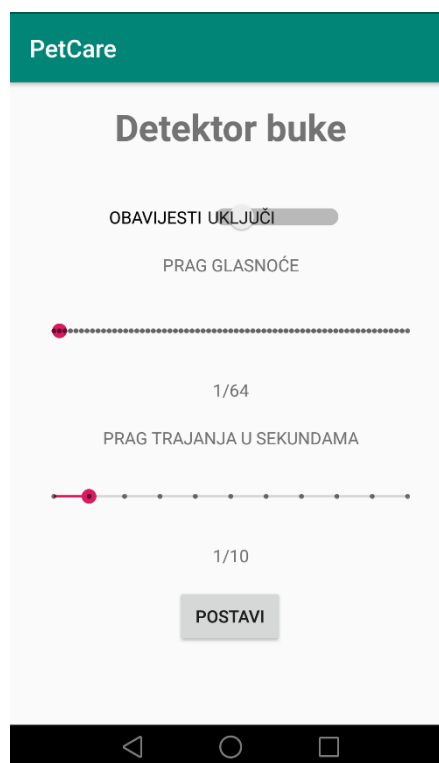 PetCare
Detektor buke
OBAVIJESTI UKLJUČI
PRAG GLASNOĆE
1/64
PRAG TRAJANJA U SEKUNDAMA
1/10
POSTAVI